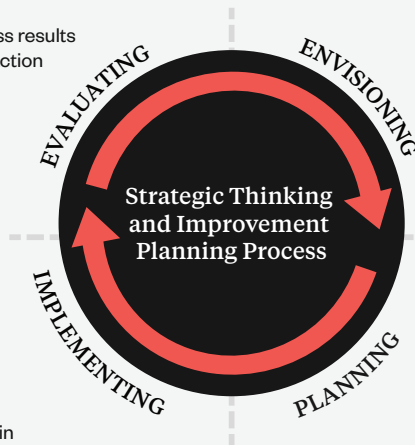 ss results
ction
EVALUATING
ENVISIONING
Strategic Thinking
and Improvement
Planning Process
IMPLEMENTING
PLANNING
in